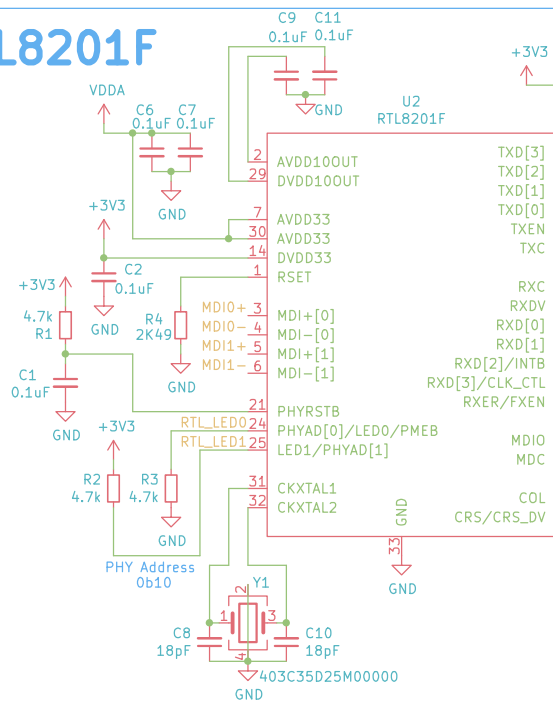 L8201F
C9
0.1uF
C11
0.1uF
+3V3
VDDA
C6
0.1uF
C7
0.1uF
GND
U2
RTL8201F
GND
2
29
7
30
14
1
3
4
5
6
21
24
25
31
32
33
AVDD10OUT
DVDD10OUT
AVDD33
AVDD33
DVDD33
RSET
MDI+[0]
MDI-[0]
MDI+[1]
MDI-[1]
PHYRSTB
PHYAD[0]/LED0/PMEB
LED1/PHYAD[1]
CKXTAL1
CKXTAL2
GND
TXD[3]
TXD[2]
TXD[1]
TXD[0]
TXEN
TXC
RXC
RXDV
RXD[0]
RXD[1]
RXD[2]/INTB
RXD[3]/CLK_CTL
RXER/FXEN
MDIO
MDC
COL
CRS/CRS_DV
GND
+3V3
C2
0.1uF
GND
+3V3
4.7k
R1
C1
0.1uF
GND
R4
2K49
GND
MDI0+
MDI0-
MDI1+
MDI1-
RTL_LED0
RTL_LED1
+3V3
R2
4.7k
R3
4.7k
GND
PHY Address
0b10
Y1
1
2
3
4
C8
18pF
C10
18pF
403C35D25M00000
GND